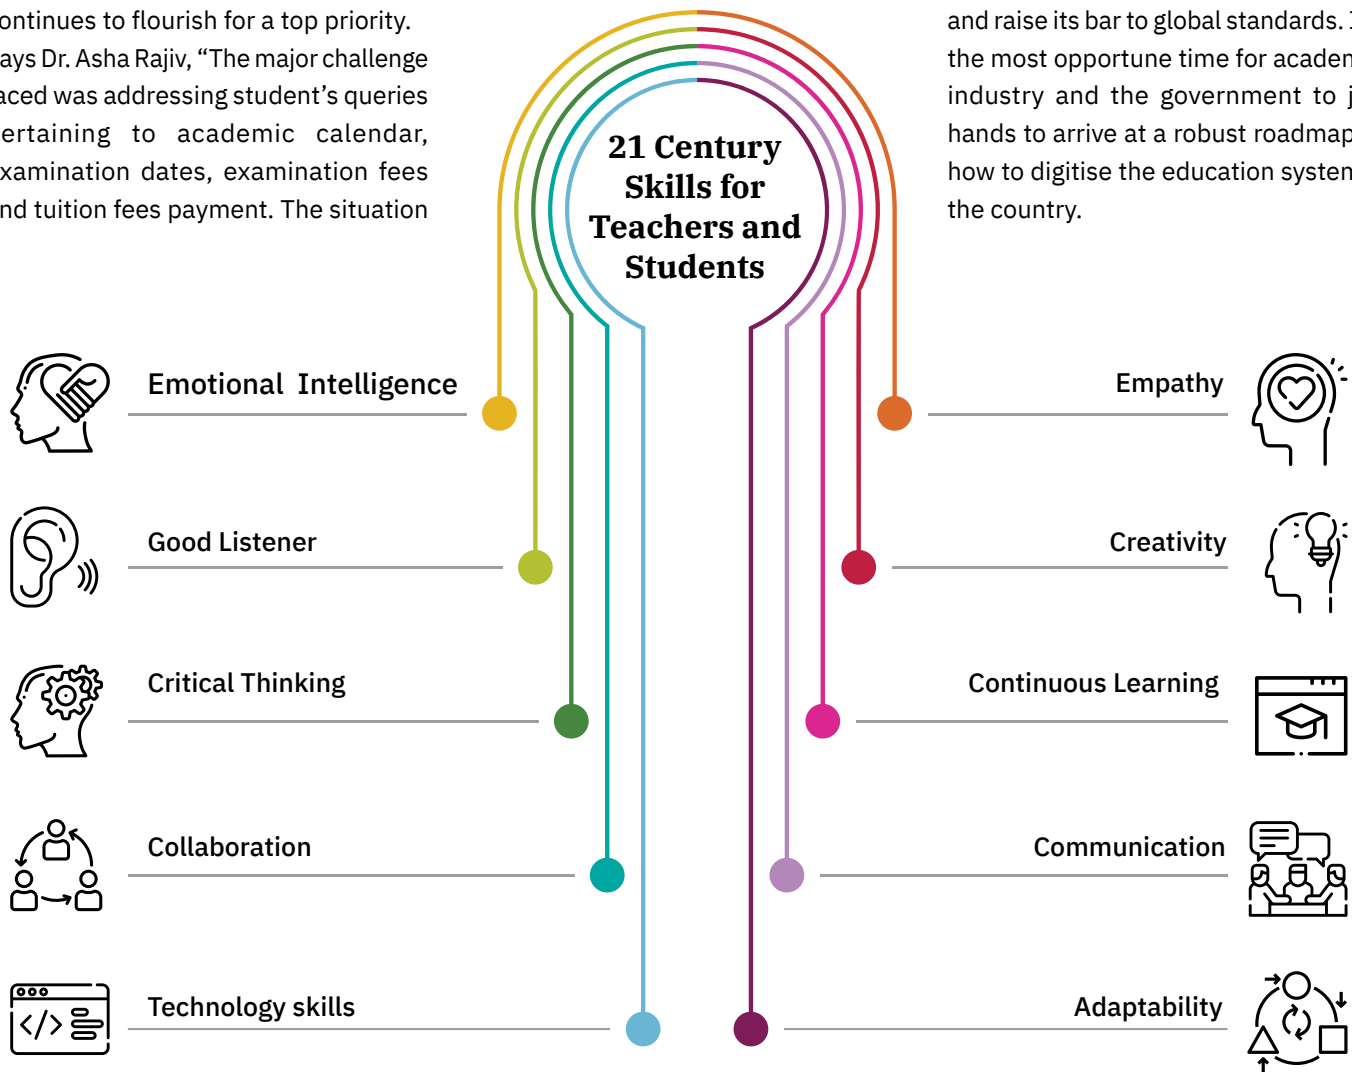 ontinues to flourish for a top priority.
ays Dr. Asha Rajiv, “The major challenge
aced was addressing student’s queries
ertaining to academic calendar,
xamination dates, examination fees
nd tuition fees payment. The situation
and raise its bar to global standards.
the most opportune time for academ
industry and the government to j
hands to arrive at a robust roadmap
how to digitise the education system
the country.
21 Century
Skills for
Teachers and
Students
Emotional Intelligence
Good Listener
Critical Thinking
Collaboration
Technology skills
Empathy
Creativity
Continuous Learning
Communication
Adaptability